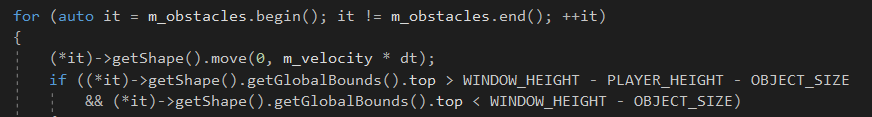 for (auto it = m_obstacles.begin(); it != m_obstacles.end(); ++it)
{
(*it)->getShape().move(0, m_velocity * dt);
if ((*it)->getShape().getGlobalBounds().top > WINDOW_HEIGHT - PLAYER_HEIGHT - OBJECT_SIZE
&& (*it)->getShape().getGlobalBounds().top < WINDOW_HEIGHT - OBJECT_SIZE)